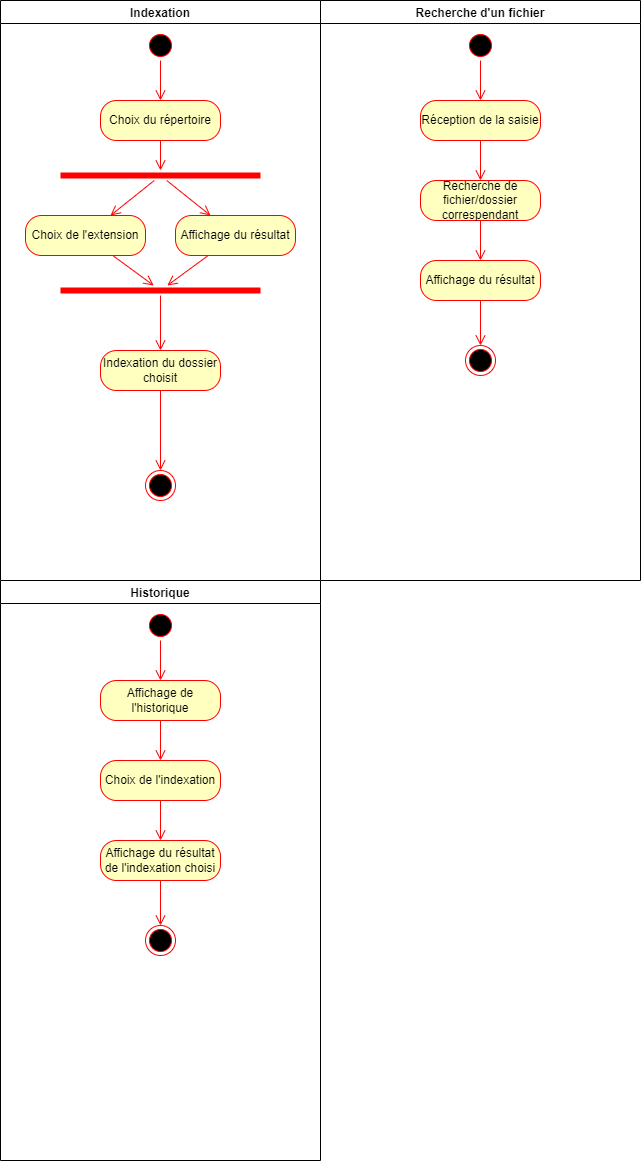 Indexation
Choix du répertoire
Choix de l'extension
Affichage du résultat
Indexation du dossier
choisit
Recherche d'un fichier
Réception de la saisie
Recherche de
fichier/dossier
correspendant
Affichage du résultat
Historique
Affichage de
l'historique
Choix de l'indexation
Affichage du résultat
de l'indexation choisi